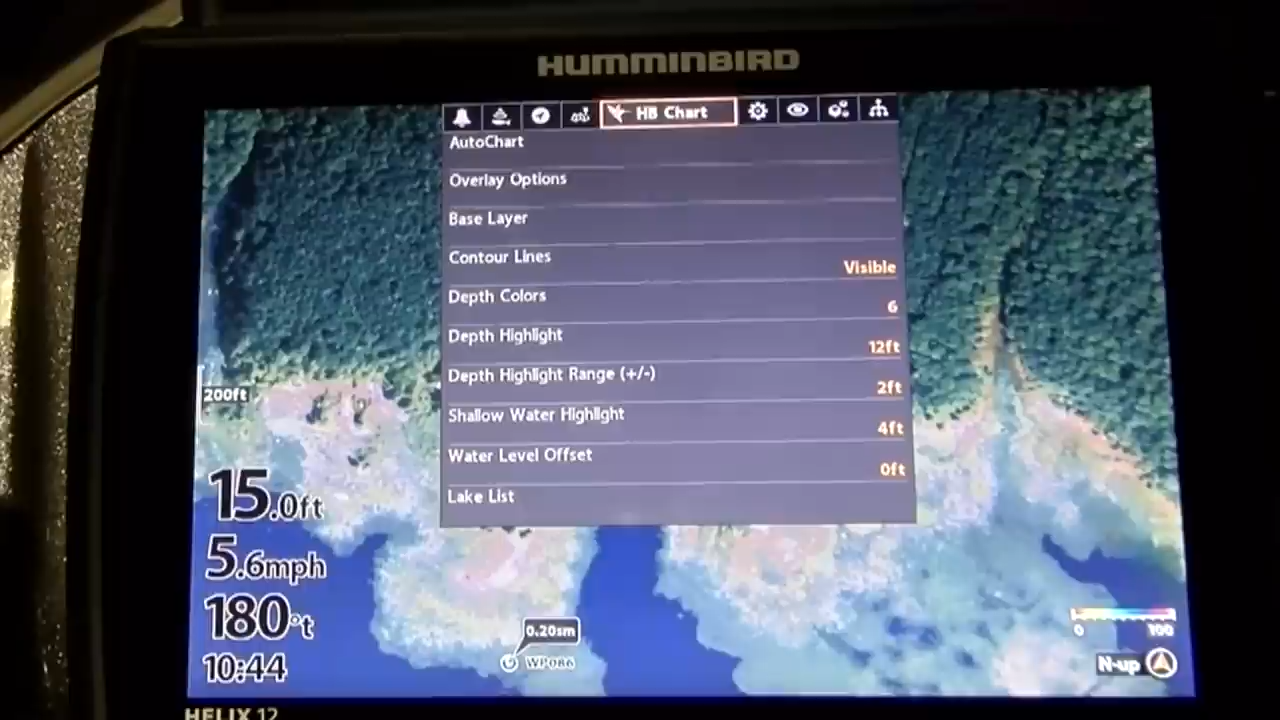 HUMMINBIRD
HB Chart
AutoChart
Overlay Options
Base Layer
Contour Lines Visible
Depth Colors 6
Depth Highlight 12ft
Depth Highlight Range (+/-) 2ft
Shallow Water Highlight 4ft
Water Level Offset 0ft
Lake List
200ft
15.0ft
5.6mph
180°t
10:44
0.20sm
WP086
0 100
N-up
HELIX 12